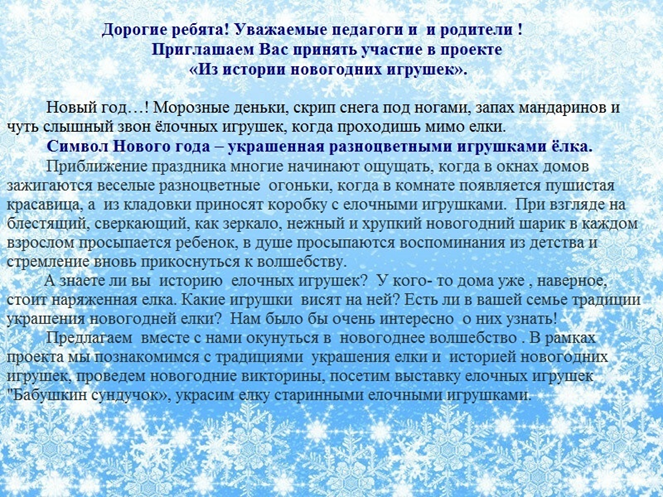 Дорогие ребята! Уважаемые педагоги и  и родители !
Приглашаем Вас принять участие в проекте
«Из истории новогодних игрушек».
Новый год…! Морозные деньки, скрип снега под ногами, запах мандаринов и
чуть слышный звон ёлочных игрушек, когда проходишь мимо елки.
Символ Нового года – украшенная разноцветными игрушками ёлка.
Приближение праздника многие начинают ощущать, когда в окнах домов
зажигаются веселые разноцветные  огоньки, когда в комнате появляется пушистая
красавица, а  из кладовки приносят коробку с елочными игрушками.  При взгляде на
блестящий, сверкающий, как зеркало, нежный и хрупкий новогодний шарик в каждом
взрослом просыпается ребенок, в душе просыпаются воспоминания из детства и
стремление вновь прикоснуться к волшебству.
А знаете ли вы  историю  елочных игрушек?  У кого- то дома уже , наверное,
стоит наряженная елка. Какие игрушки  висят на ней? Есть ли в вашей семье традиции
украшения новогодней елки?  Нам было бы очень интересно  о них узнать!
Предлагаем  вместе с нами окунуться в  новогоднее волшебство . В рамках
проекта мы познакомимся с традициями  украшения елки и  историей новогодних
игрушек, проведем новогодние викторины, посетим выставку елочных игрушек
"Бабушкин сундучок», украсим елку старинными елочными игрушками.